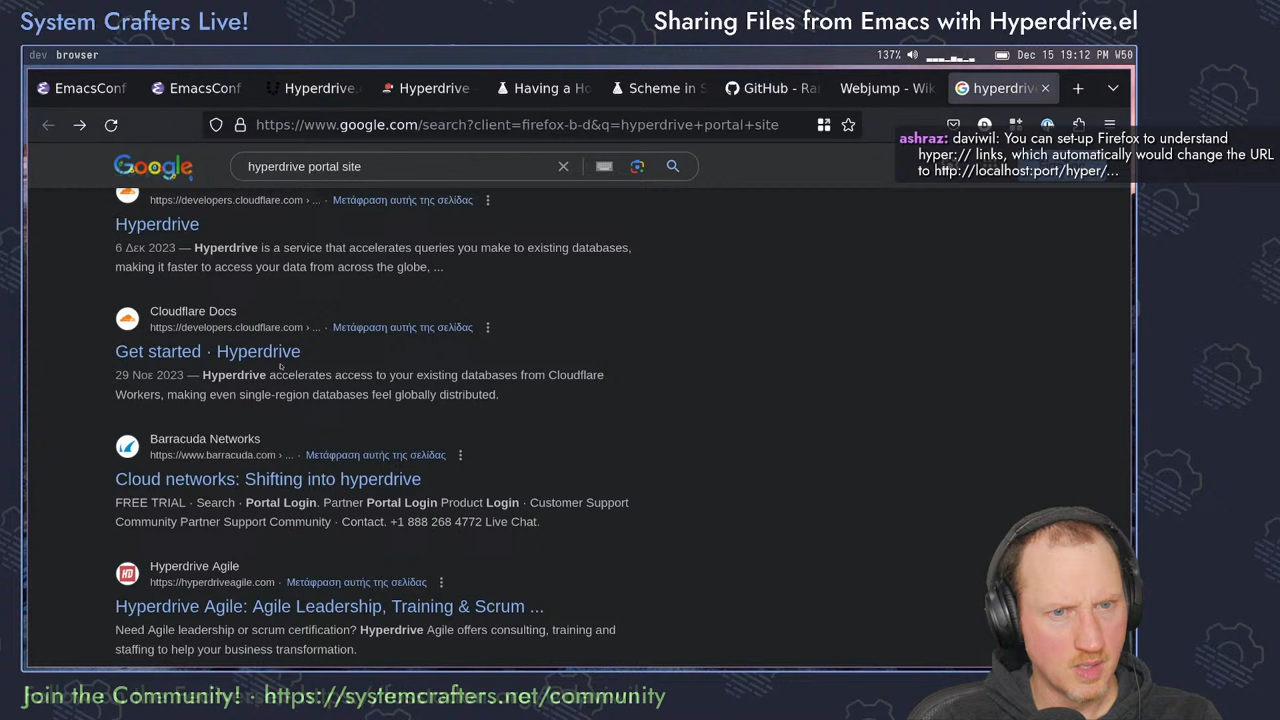 System Crafters Live!
Sharing Files from Emacs with Hyperdrive.el
dev browser
137%
Dec 15 19:12 PM W50
EmacsConf
EmacsConf
Hyperdrive.
Hyperdrive
Having a Ho
Scheme in S
GitHub - Ra
Webjump - Wik
hyperdriv
https://www.google.com/search?client=firefox-b-d&q=hyperdrive+portal+site
ashraz: daviwil: You can set-up Firefox to understand
hyper:// links, which automatically would change the URL
to http://localhost:port/hyper/...
Google
hyperdrive portal site
https://developers.cloudflare.com › ... · Μετάφραση αυτής της σελίδας
Hyperdrive
6 Δεκ 2023 — Hyperdrive is a service that accelerates queries you make to existing databases,
making it faster to access your data from across the globe, ...
Cloudflare Docs
https://developers.cloudflare.com › ... · Μετάφραση αυτής της σελίδας
Get started · Hyperdrive
29 Νοε 2023 — Hyperdrive accelerates access to your existing databases from Cloudflare
Workers, making even single-region databases feel globally distributed.
Barracuda Networks
https://www.barracuda.com › ... · Μετάφραση αυτής της σελίδας
Cloud networks: Shifting into hyperdrive
FREE TRIAL · Search · Portal Login. Partner Portal Login Product Login · Customer Support
Community Partner Support Community · Contact. +1 888 268 4772 Live Chat.
Hyperdrive Agile
https://hyperdriveagile.com · Μετάφραση αυτής της σελίδας
HD
Hyperdrive Agile: Agile Leadership, Training & Scrum ...
Need Agile leadership or scrum certification? Hyperdrive Agile offers consulting, training and
staffing to help your business transformation.
Join the Community! · https://systemcrafters.net/community